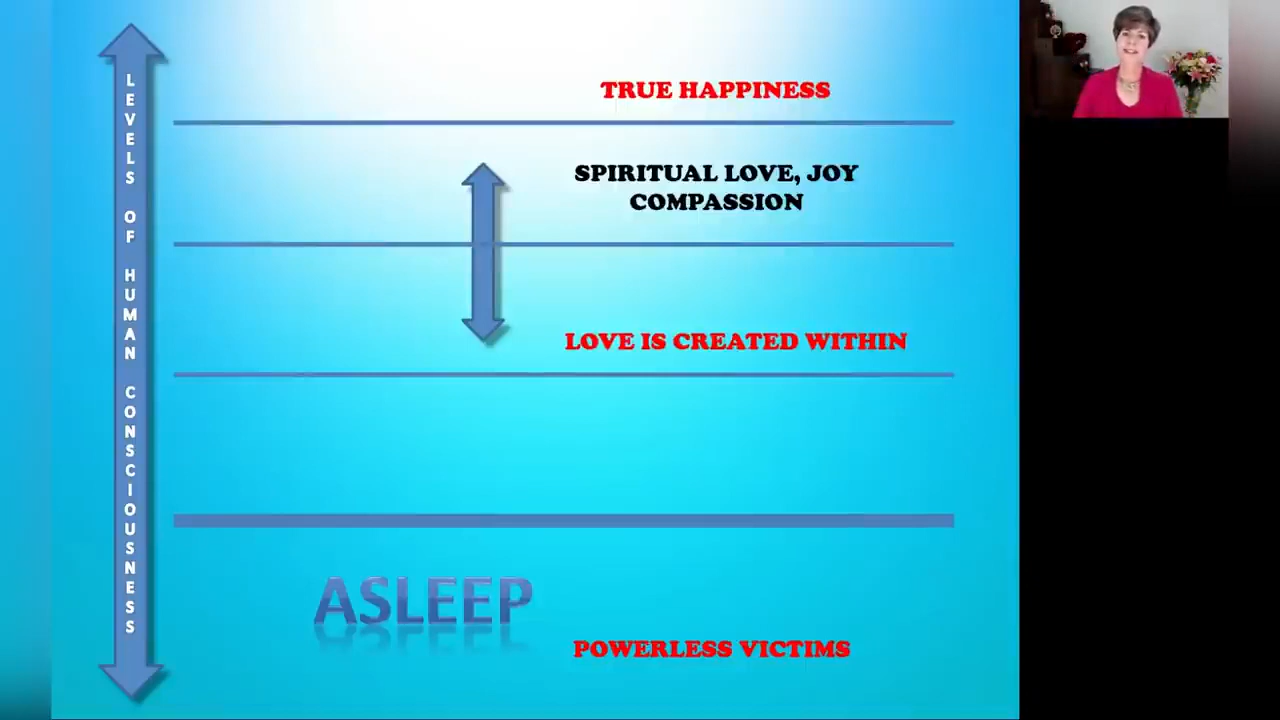 LEVELS OF HUMAN CONSCIOUSNESS
TRUE HAPPINESS
SPIRITUAL LOVE, JOY
COMPASSION
LOVE IS CREATED WITHIN
ASLEEP
POWERLESS VICTIMS